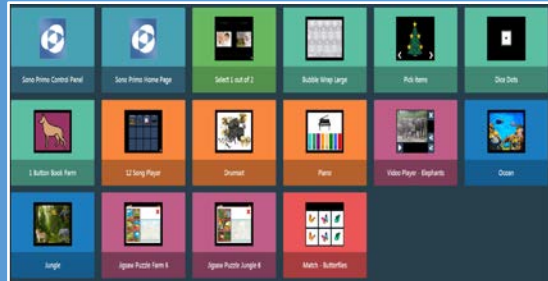 Sono Primo Control Panel
Sono Primo Home Page
Select 1 out of 2
Bubble Wrap Large
Pick Items
Dice Dots
1 Button Book Farm
12 Song Player
Drumset
Piano
Video Player - Elephants
Ocean
Jungle
Jigsaw Puzzle Farm 6
Jigsaw Puzzle Jungle 6
Match - Butterflies